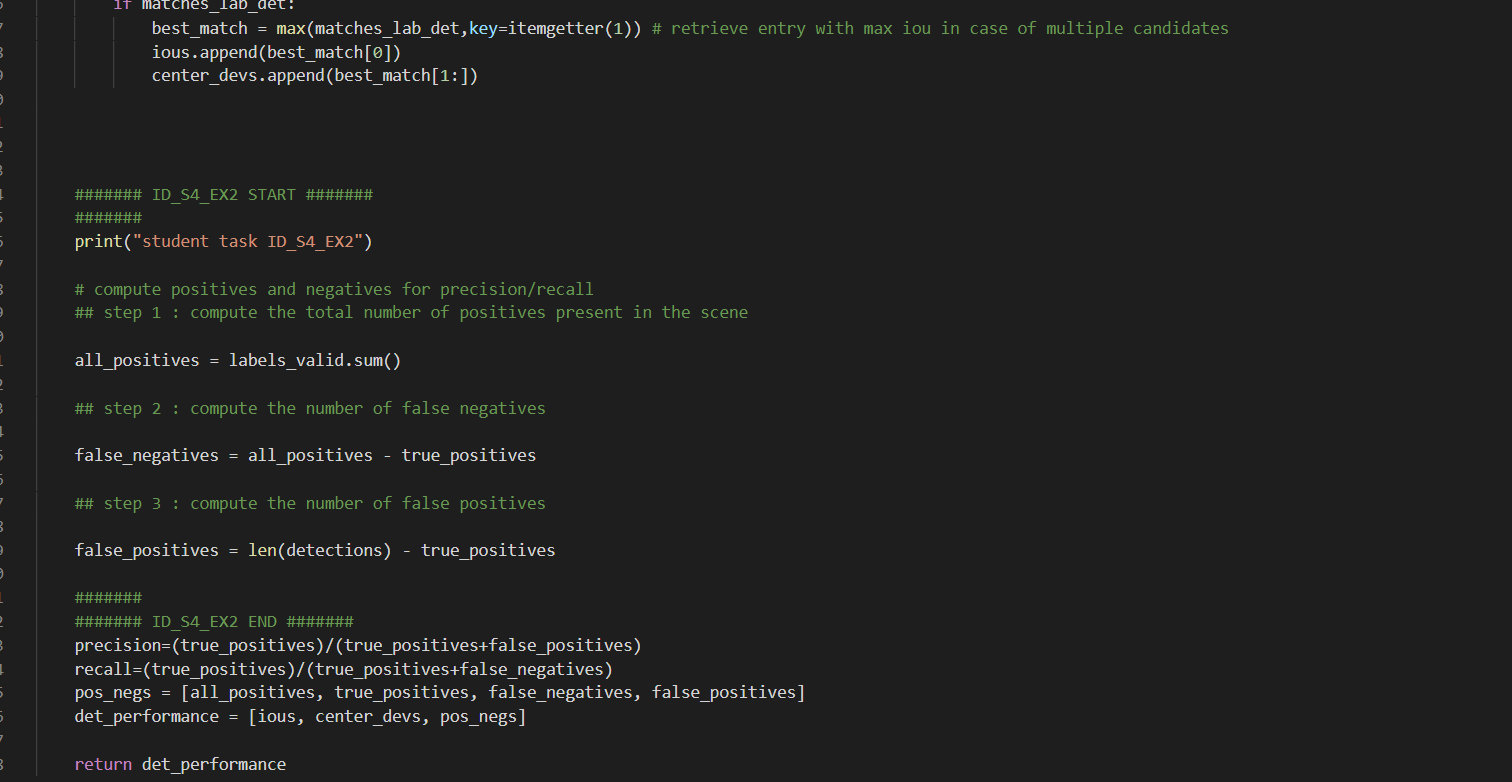 if matches_lab_det:
best_match = max(matches_lab_det,key=itemgetter(1)) # retrieve entry with max iou in case of multiple candidates
ious.append(best_match[0])
center_devs.append(best_match[1:])
####### ID_S4_EX2 START #######
#######
print("student task ID_S4_EX2")
# compute positives and negatives for precision/recall
## step 1 : compute the total number of positives present in the scene
all_positives = labels_valid.sum()
## step 2 : compute the number of false negatives
false_negatives = all_positives - true_positives
## step 3 : compute the number of false positives
false_positives = len(detections) - true_positives
#######
####### ID_S4_EX2 END #######
precision=(true_positives)/(true_positives+false_positives)
recall=(true_positives)/(true_positives+false_negatives)
pos_negs = [all_positives, true_positives, false_negatives, false_positives]
det_performance = [ious, center_devs, pos_negs]
return det_performance